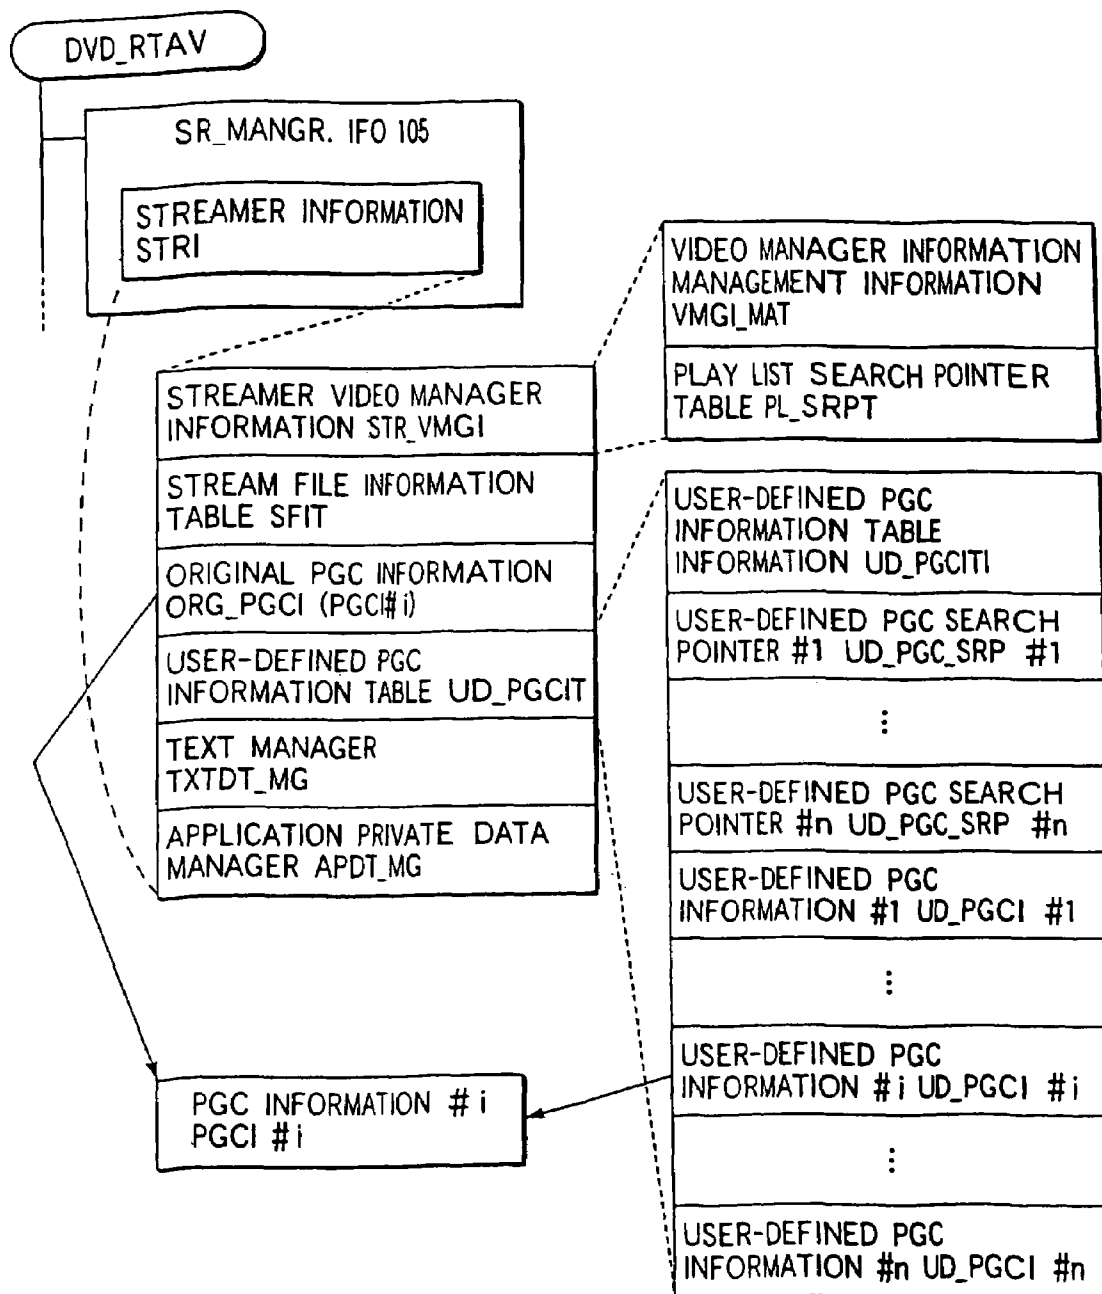 DVD_RTAV
SR_MANGR. IFO 105
STREAMER INFORMATION
STRI
STREAMER VIDEO MANAGER
INFORMATION STR_VMGI
STREAM FILE INFORMATION
TABLE SFIT
ORIGINAL PGC INFORMATION
ORG_PGCI (PGCI#i)
USER-DEFINED PGC
INFORMATION TABLE UD_PGCIT
TEXT MANAGER
TXTDT_MG
APPLICATION PRIVATE DATA
MANAGER APDT_MG
VIDEO MANAGER INFORMATION
MANAGEMENT INFORMATION
VMGI_MAT
PLAY LIST SEARCH POINTER
TABLE PL_SRPT
USER-DEFINED PGC
INFORMATION TABLE
INFORMATION UD_PGCITI
USER-DEFINED PGC SEARCH
POINTER #1 UD_PGC_SRP #1
⋮
USER-DEFINED PGC SEARCH
POINTER #n UD_PGC_SRP #n
USER-DEFINED PGC
INFORMATION #1 UD_PGCI #1
⋮
USER-DEFINED PGC
INFORMATION #i UD_PGCI #i
⋮
USER-DEFINED PGC
INFORMATION #n UD_PGCI #n
PGC INFORMATION #i
PGCI #i